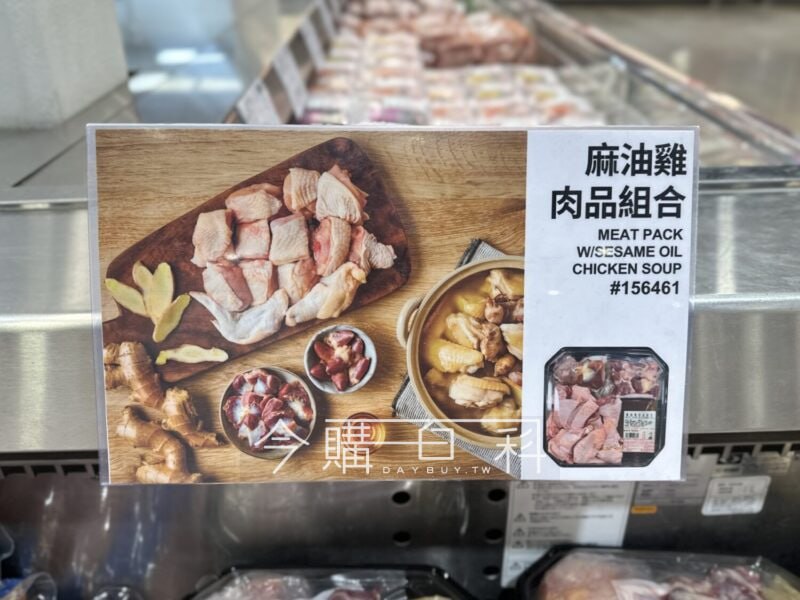 麻油雞
肉品組合
MEAT PACK
W/SESAME OIL
CHICKEN SOUP
#156461
今購百科
DAYBUY.TW